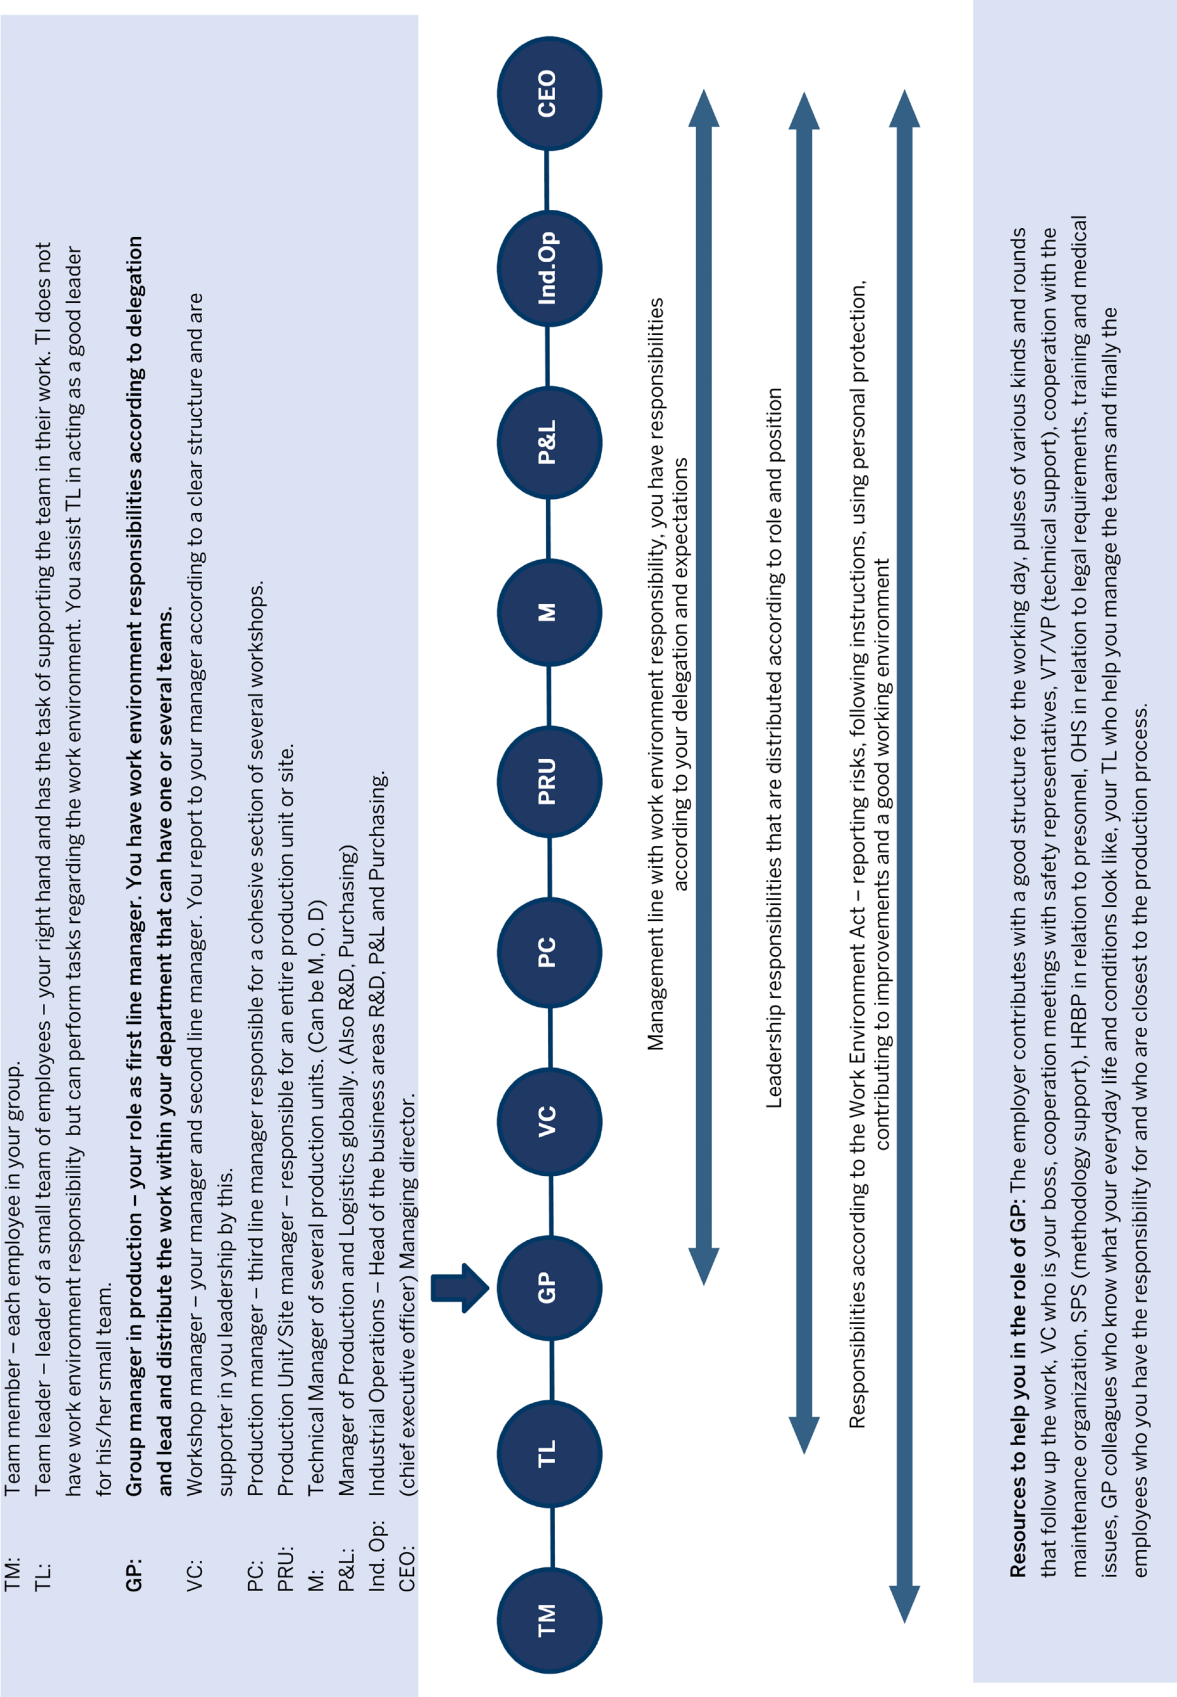 TM: Team member – each employee in your group.
TL: Team leader – leader of a small team of employees – your right hand and has the task of supporting the team in their work. Tl does not
have work environment responsibility but can perform tasks regarding the work environment. You assist TL in acting as a good leader
for his/her small team.
GP: Group manager in production – your role as first line manager. You have work environment responsibilities according to delegation
and lead and distribute the work within your department that can have one or several teams.
VC: Workshop manager – your manager and second line manager. You report to your manager according to a clear structure and are
supporter in you leadership by this.
PC: Production manager – third line manager responsible for a cohesive section of several workshops.
PRU: Production Unit/Site manager – responsible for an entire production unit or site.
M: Technical Manager of several production units. (Can be M, O, D)
P&L: Manager of Production and Logistics globally. (Also R&D, Purchasing)
Ind. Op: Industrial Operations – Head of the business areas R&D, P&L and Purchasing.
CEO: (chief executive officer) Managing director.
TM TL GP VC PC PRU M P&L Ind.Op CEO
Management line with work environment responsibility, you have responsibilities
according to your delegation and expectations
Leadership responsibilities that are distributed according to role and position
Responsibilities according to the Work Environment Act – reporting risks, following instructions, using personal protection,
contributing to improvements and a good working environment
Resources to help you in the role of GP: The employer contributes with a good structure for the working day, pulses of various kinds and rounds
that follow up the work, VC who is your boss, cooperation meetings with safety representatives, VT/VP (technical support), cooperation with the
maintenance organization, SPS (methodology support), HRBP in relation to presonnel, OHS in relation to legal requirements, training and medical
issues, GP colleagues who know what your everyday life and conditions look like, your TL who help you manage the teams and finally the
employees who you have the responsibility for and who are closest to the production process.